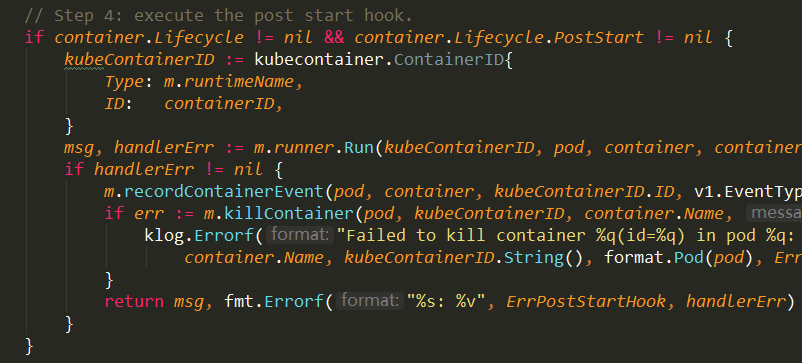 // Step 4: execute the post start hook.
if container.Lifecycle != nil && container.Lifecycle.PostStart != nil {
kubeContainerID := kubecontainer.ContainerID{
Type: m.runtimeName,
ID: containerID,
}
msg, handlerErr := m.runner.Run(kubeContainerID, pod, container, container
if handlerErr != nil {
m.recordContainerEvent(pod, container, kubeContainerID.ID, v1.EventTyp
if err := m.killContainer(pod, kubeContainerID, container.Name, messa
klog.Errorf( format: "Failed to kill container %q(id=%q) in pod %q:
container.Name, kubeContainerID.String(), format.Pod(pod), Err
}
return msg, fmt.Errorf( format: "%s: %v", ErrPostStartHook, handlerErr)
}
}